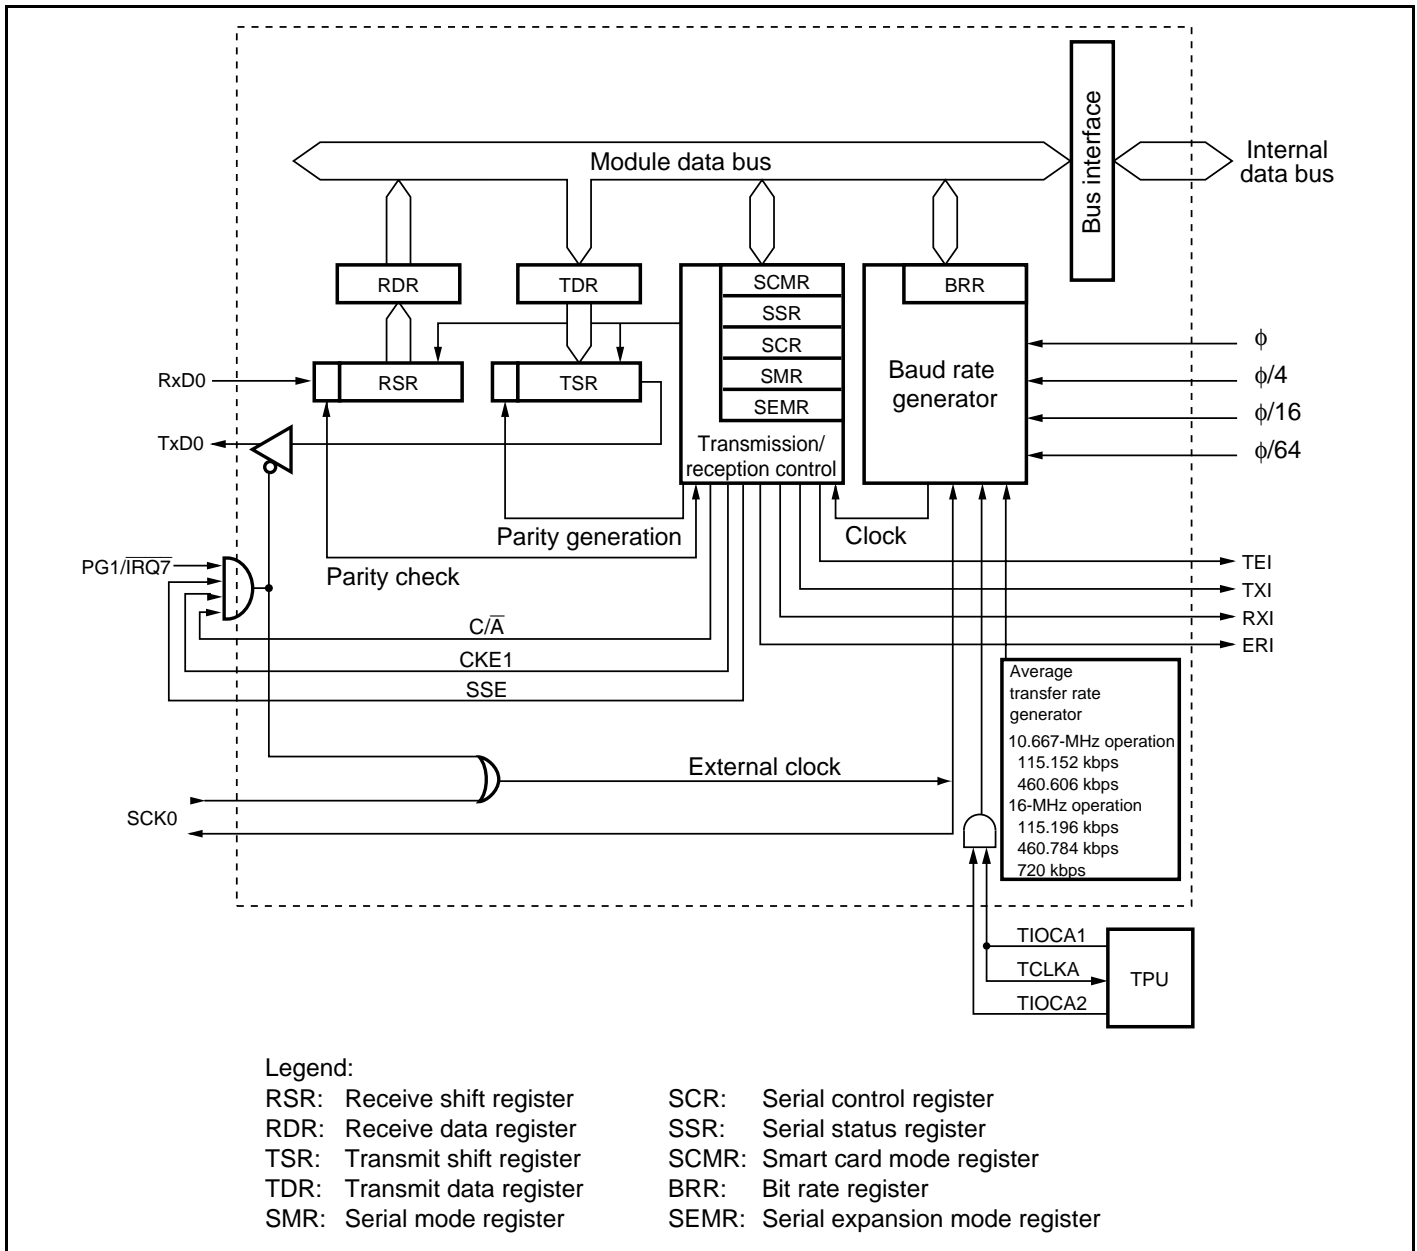 Bus interface
Internal
data bus
Module data bus
RDR
TDR
SCMR
SSR
SCR
SMR
SEMR
BRR
RSR
TSR
Baud rate
generator
Transmission/
reception control
RxD0
TxD0
ϕ
ϕ/4
ϕ/16
ϕ/64
Parity generation
Clock
Parity check
PG1/I̅R̅Q̅7̅
C/A̅
CKE1
SSE
TEI
TXI
RXI
ERI
External clock
SCK0
Average
transfer rate
generator
10.667-MHz operation
115.152 kbps
460.606 kbps
16-MHz operation
115.196 kbps
460.784 kbps
720 kbps
TIOCA1
TCLKA
TIOCA2
TPU
Legend:
RSR: Receive shift register
RDR: Receive data register
TSR: Transmit shift register
TDR: Transmit data register
SMR: Serial mode register
SCR: Serial control register
SSR: Serial status register
SCMR: Smart card mode register
BRR: Bit rate register
SEMR: Serial expansion mode register